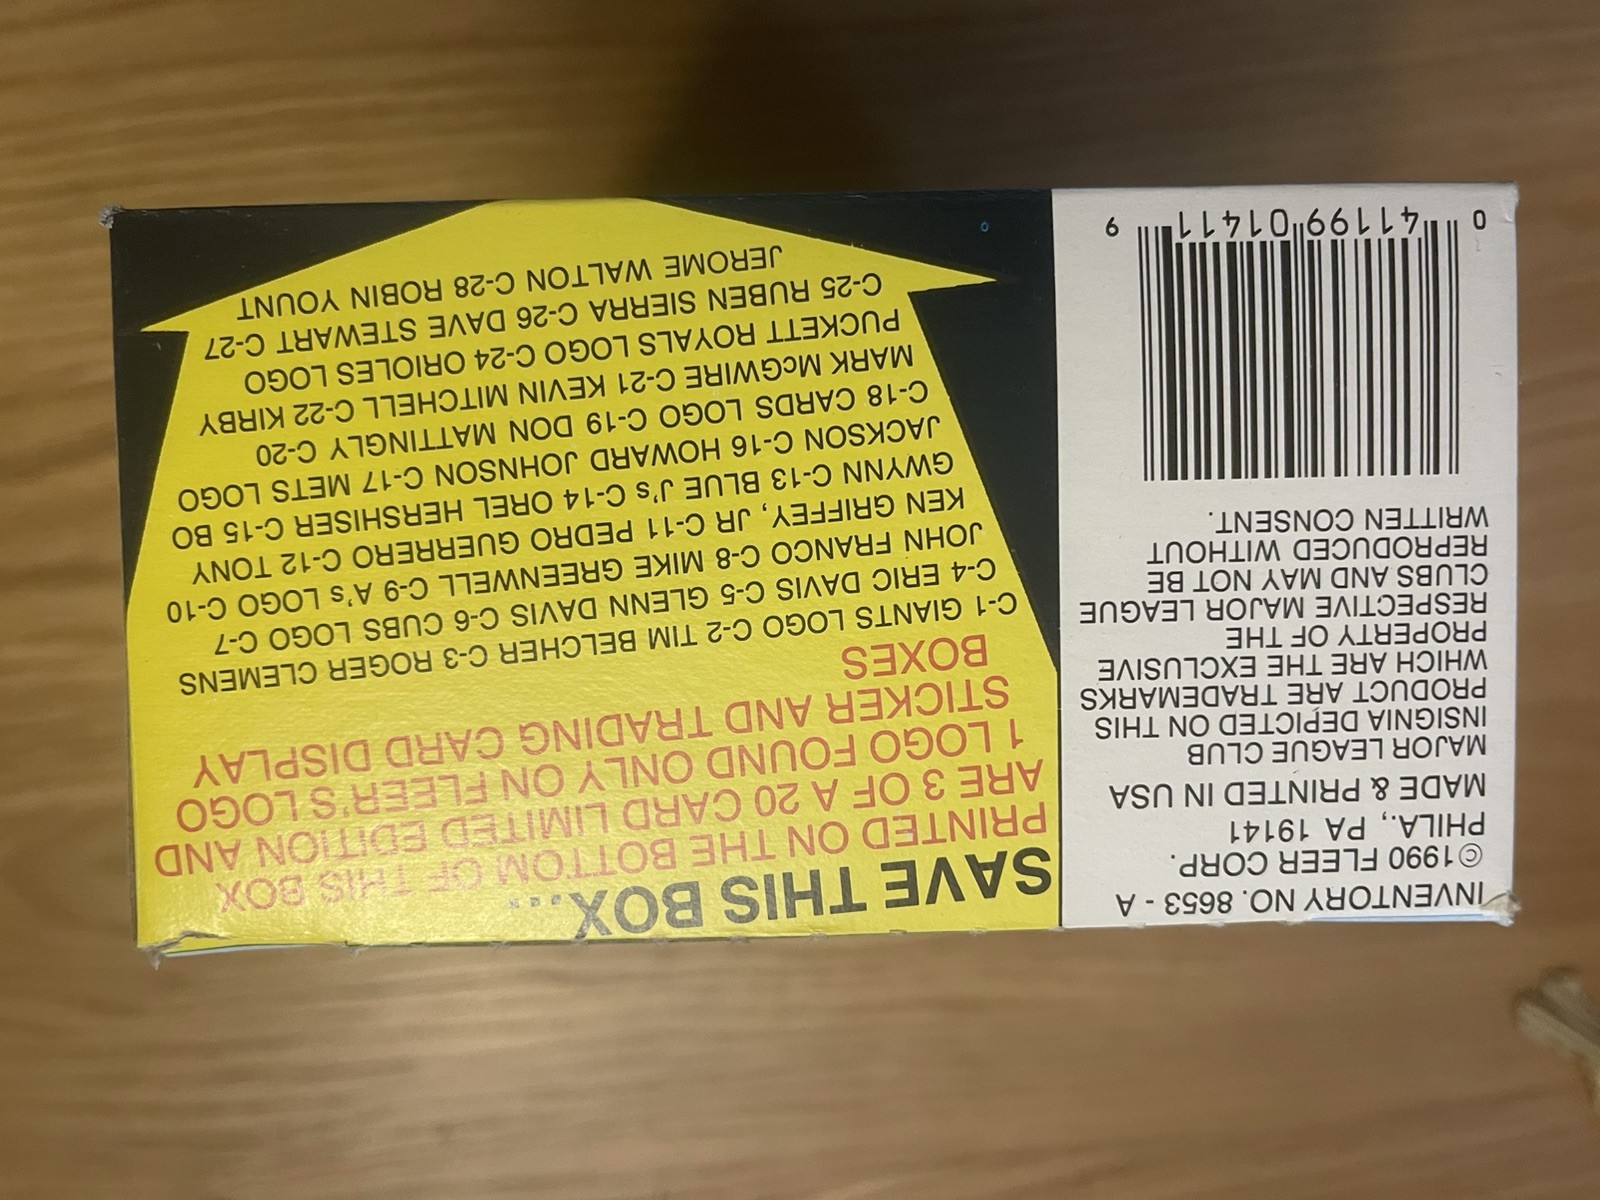 SAVE THIS BOX...
PRINTED ON THE BOTTOM OF THIS BOX
ARE 3 OF A 20 CARD LIMITED EDITION AND
1 LOGO FOUND ONLY ON FLEER'S LOGO
STICKER AND TRADING CARD DISPLAY
BOXES
C-1 GIANTS LOGO C-2 TIM BELCHER C-3 ROGER CLEMENS
C-4 ERIC DAVIS C-5 GLENN DAVIS C-6 CUBS LOGO C-7
JOHN FRANCO C-8 MIKE GREENWELL C-9 A's LOGO C-10
KEN GRIFFEY, JR C-11 PEDRO GUERRERO C-12 TONY
GWYNN C-13 BLUE J's C-14 OREL HERSHISER C-15 BO
JACKSON C-16 HOWARD JOHNSON C-17 METS LOGO
C-18 CARDS LOGO C-19 DON MATTINGLY C-20
MARK McGWIRE C-21 KEVIN MITCHELL C-22 KIRBY
PUCKETT ROYALS LOGO C-24 ORIOLES LOGO
C-25 RUBEN SIERRA C-26 DAVE STEWART C-27
JEROME WALTON C-28 ROBIN YOUNT
INVENTORY NO. 8653 - A
©1990 FLEER CORP.
PHILA., PA 19141
MADE & PRINTED IN USA
MAJOR LEAGUE CLUB
INSIGNIA DEPICTED ON THIS
PRODUCT ARE TRADEMARKS
WHICH ARE THE EXCLUSIVE
PROPERTY OF THE
RESPECTIVE MAJOR LEAGUE
CLUBS AND MAY NOT BE
REPRODUCED WITHOUT
WRITTEN CONSENT.
0 41199 01411 9